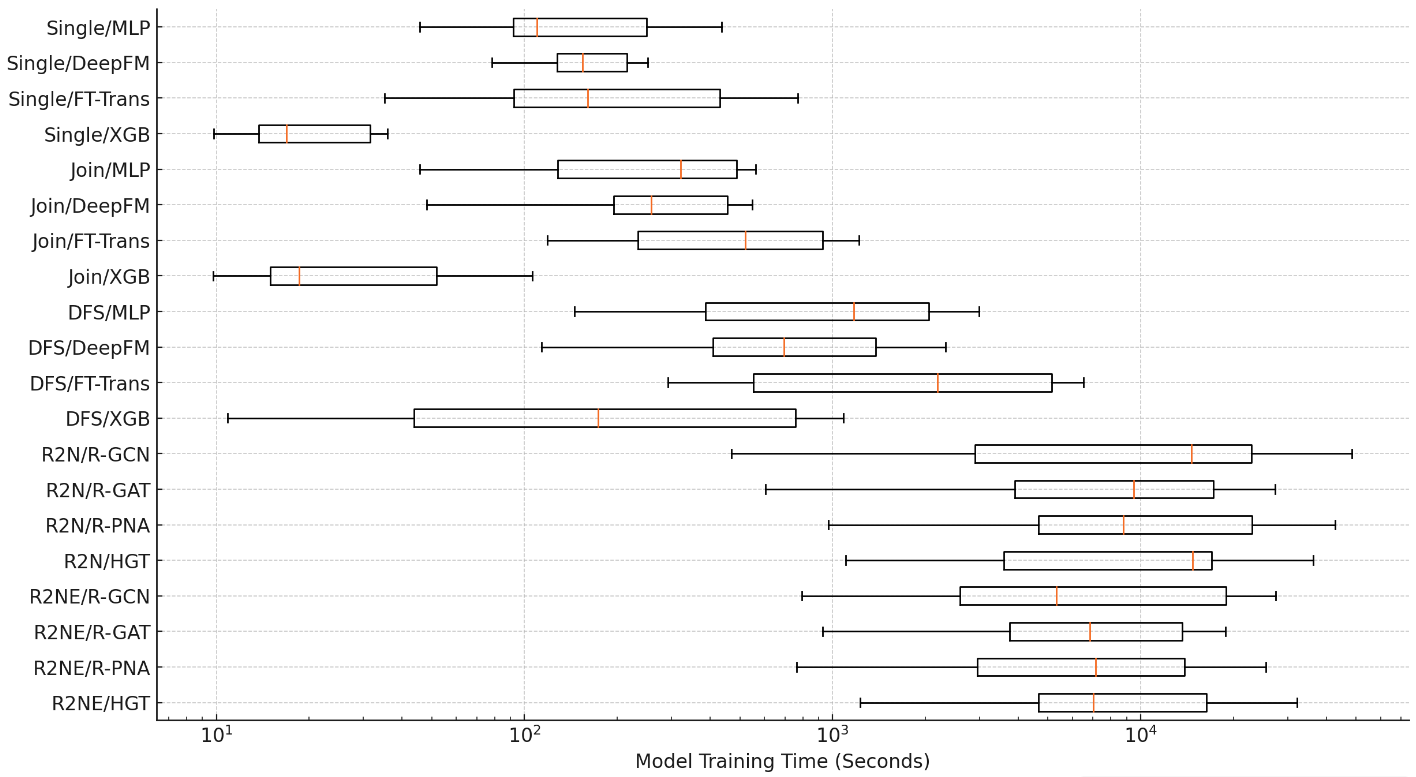 Single/MLP
Single/DeepFM
Single/FT-Trans
Single/XGB
Join/MLP
Join/DeepFM
Join/FT-Trans
Join/XGB
DFS/MLP
DFS/DeepFM
DFS/FT-Trans
DFS/XGB
R2N/R-GCN
R2N/R-GAT
R2N/R-PNA
R2N/HGT
R2NE/R-GCN
R2NE/R-GAT
R2NE/R-PNA
R2NE/HGT
10¹ 10² 10³ 10⁴
Model Training Time (Seconds)